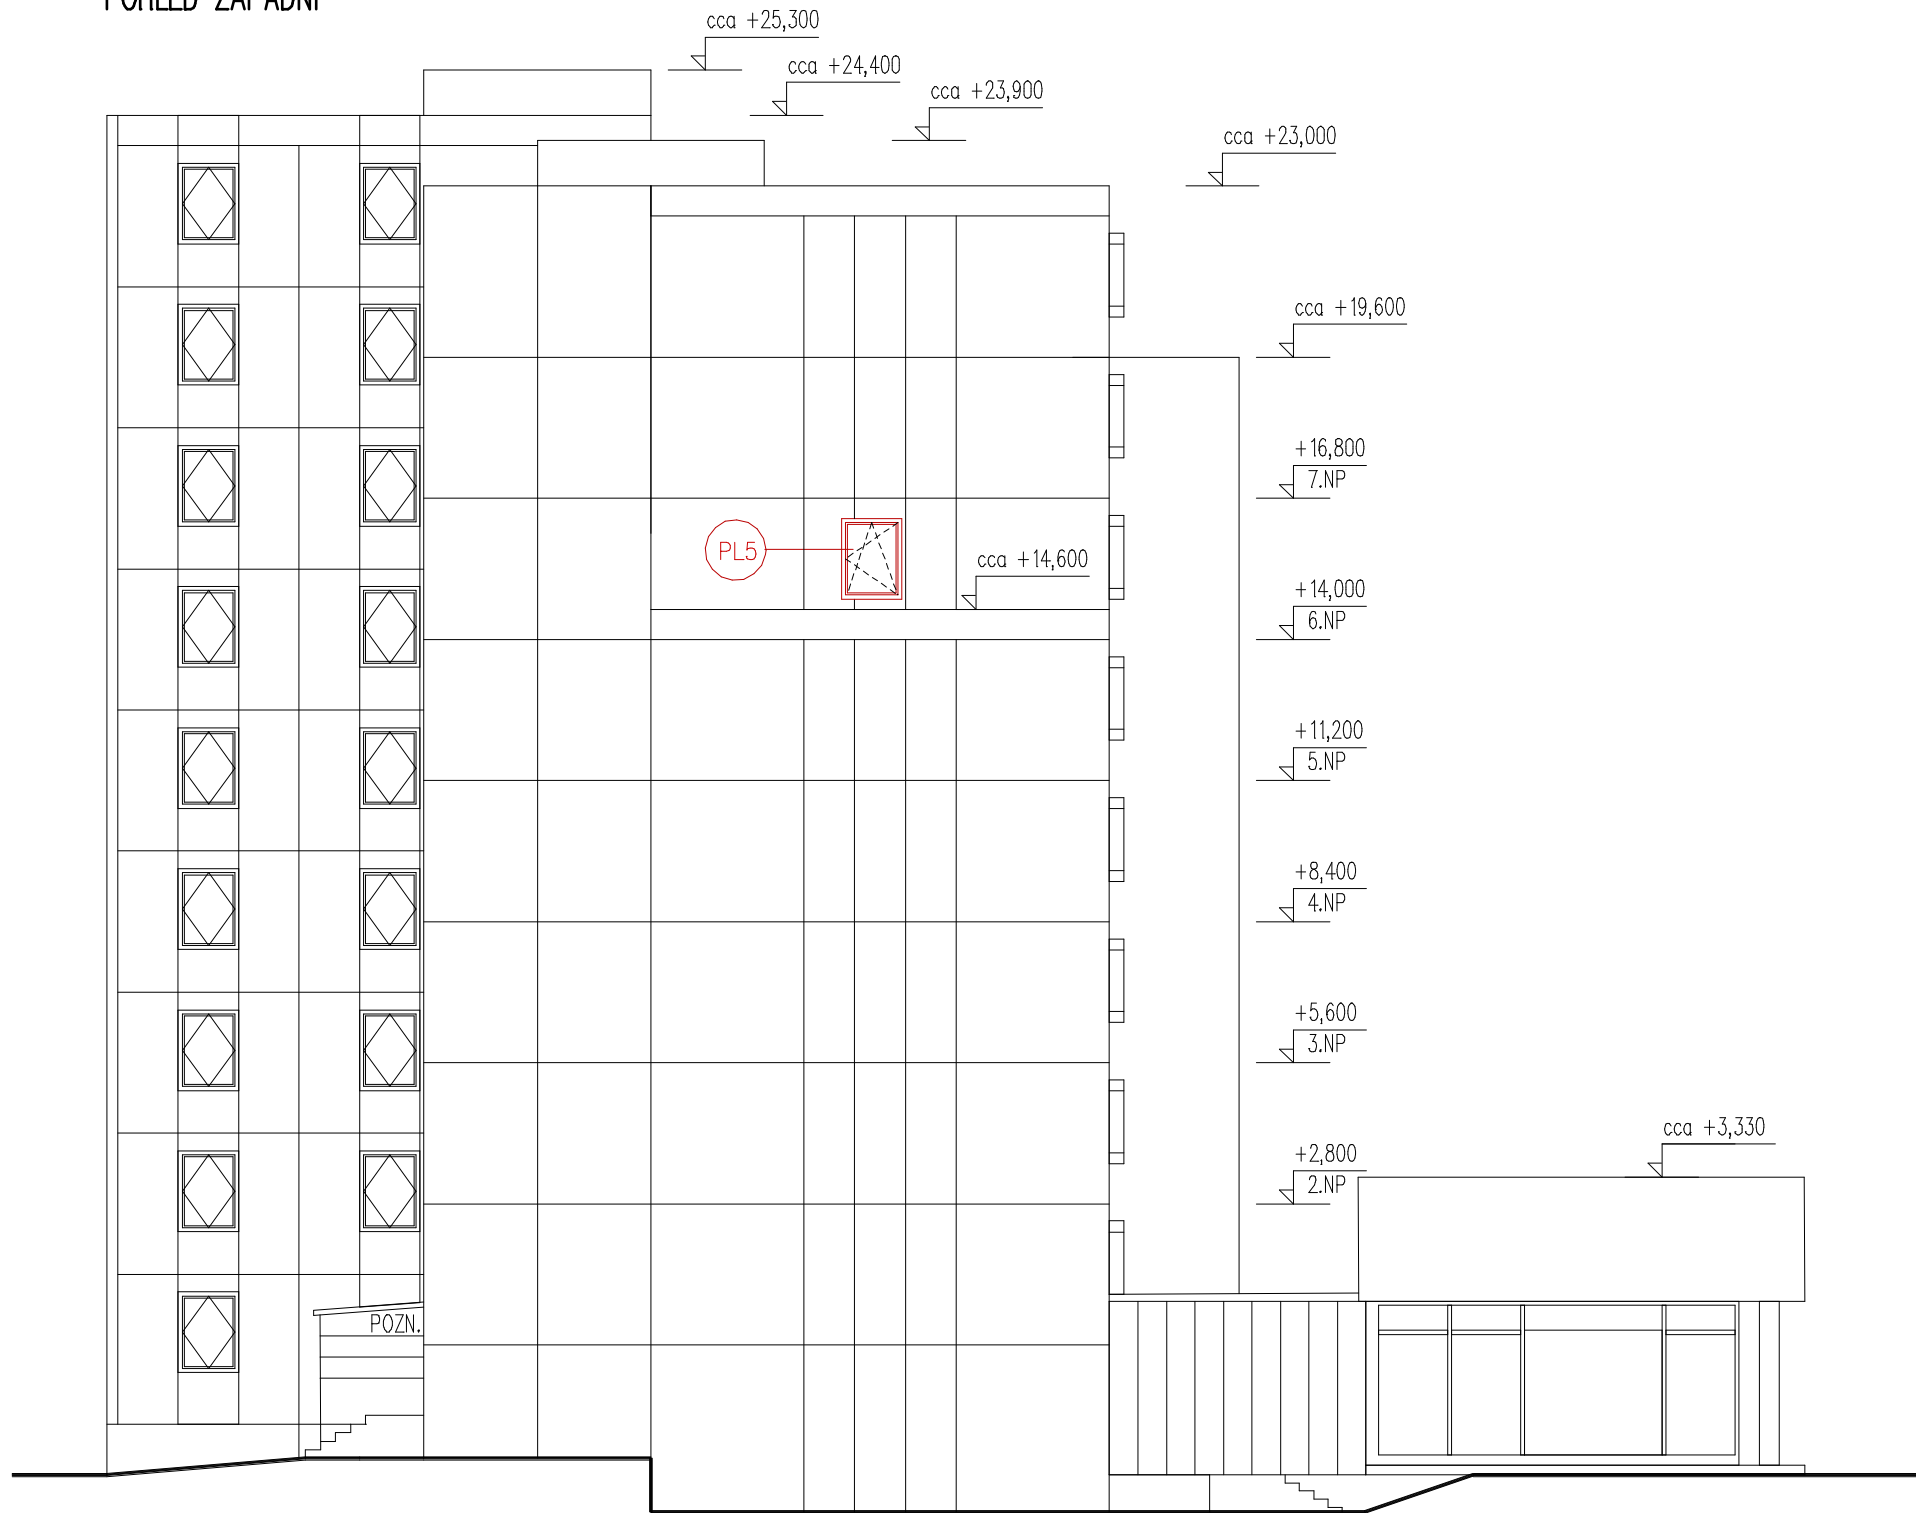 POHLED ZÁPADNÍ
cca +25,300
cca +24,400
cca +23,900
cca +23,000
cca +19,600
+16,800
7.NP
PL5
cca +14,600
+14,000
6.NP
+11,200
5.NP
+8,400
4.NP
+5,600
3.NP
cca +3,330
+2,800
2.NP
POZN.